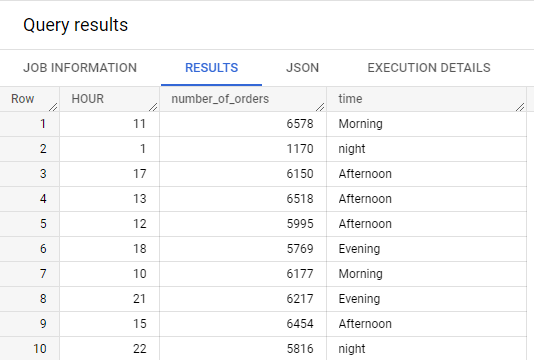 Query results
JOB INFORMATION RESULTS JSON EXECUTION DETAILS
Row HOUR number_of_orders time
1 11 6578 Morning
2 1 1170 night
3 17 6150 Afternoon
4 13 6518 Afternoon
5 12 5995 Afternoon
6 18 5769 Evening
7 10 6177 Morning
8 21 6217 Evening
9 15 6454 Afternoon
10 22 5816 night